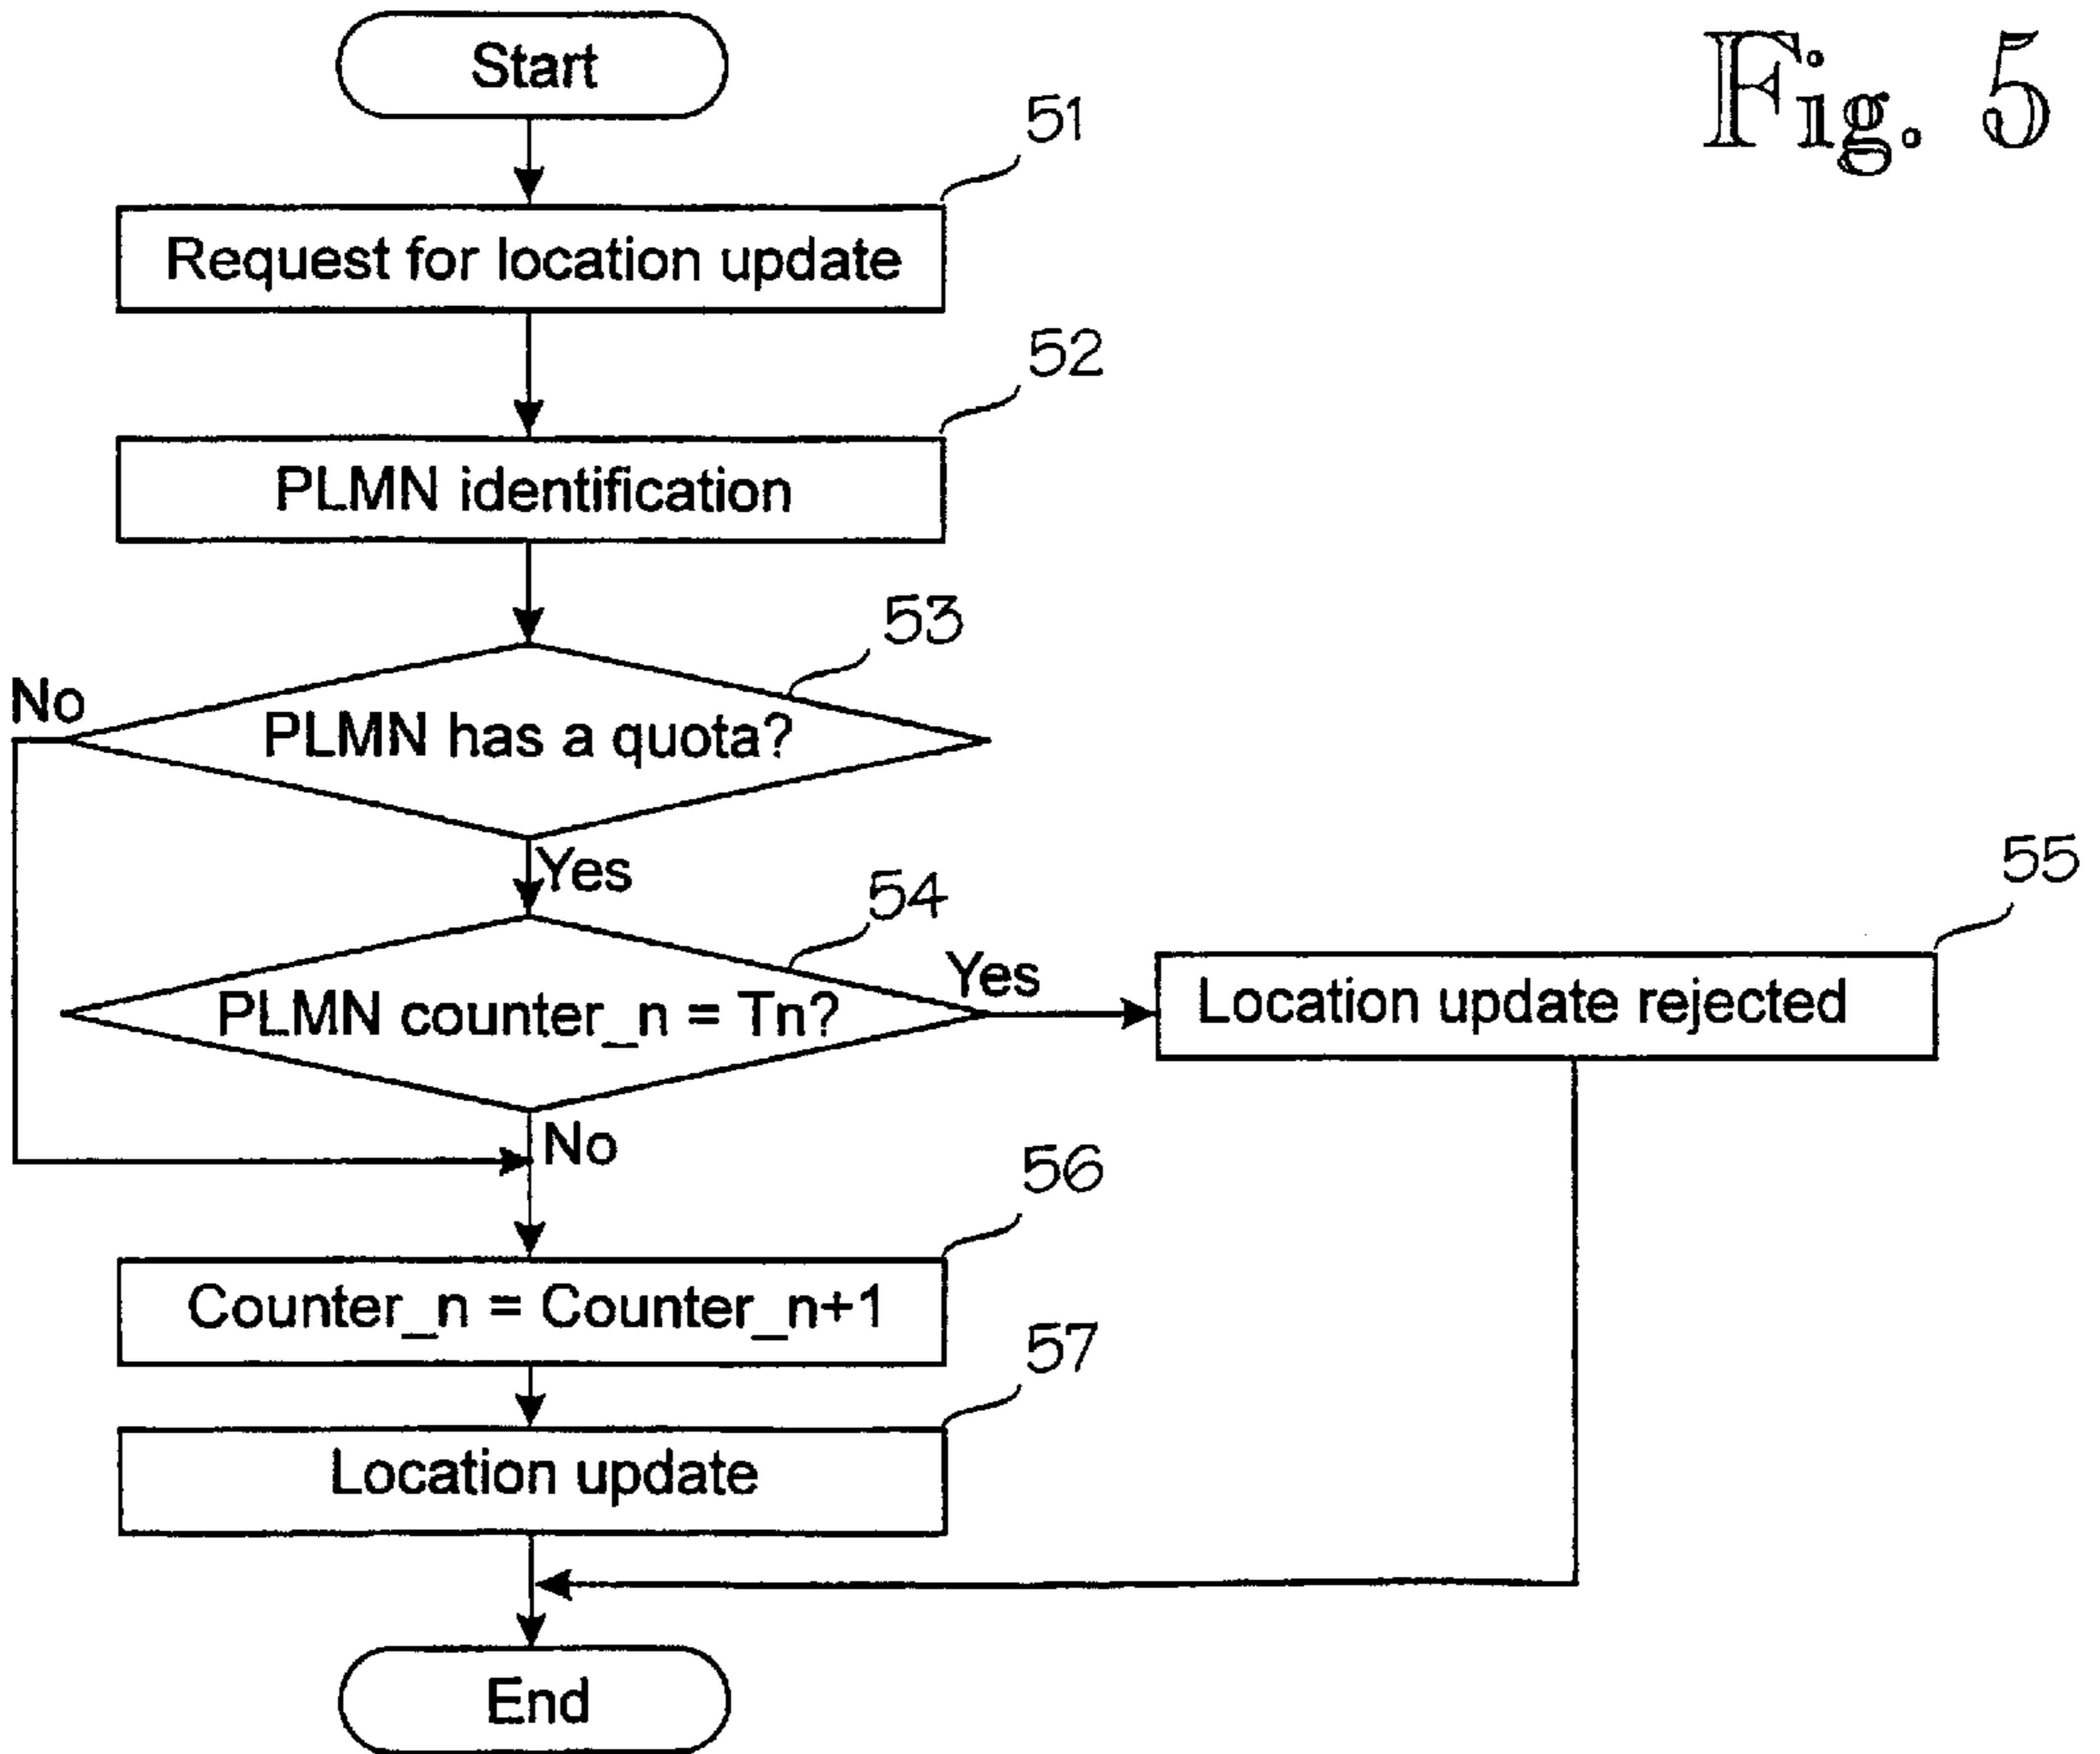 Fig. 5
Start
51
Request for location update
52
PLMN identification
53
No
PLMN has a quota?
Yes
54
55
PLMN counter_n = Tn?
Yes
Location update rejected
No
56
Counter_n = Counter_n+1
57
Location update
End